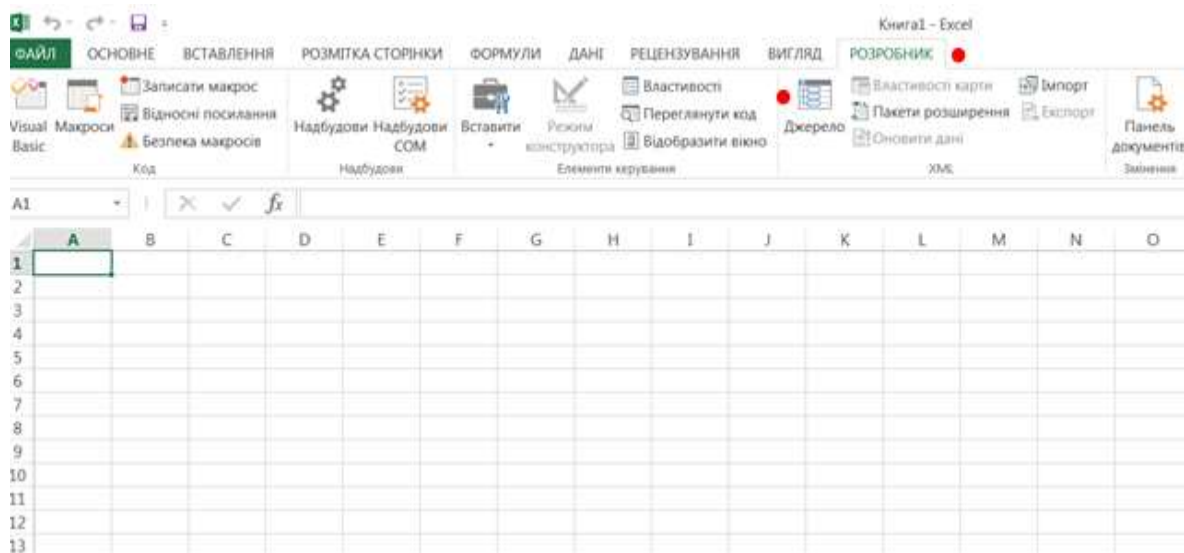 Книга1 - Excel
ФАЙЛ ОСНОВНЕ ВСТАВЛЕННЯ РОЗМІТКА СТОРІНКИ ФОРМУЛИ ДАНІ РЕЦЕНЗУВАННЯ ВИГЛЯД РОЗРОБНИК
Visual Basic
Макроси
Записати макрос
Відносні посилання
Безпека макросів
Код
Надбудови
Надбудови COM
Надбудови
Вставити
Режим конструктора
Властивості
Переглянути код
Відобразити вікно
Елементи керування
Джерело
Властивості карти
Пакети розширення
Оновити дані
Імпорт
Експорт
XML
Панель документів
Змінення
A1 fx
A B C D E F G H I J K L M N O
1
2
3
4
5
6
7
8
9
10
11
12
13